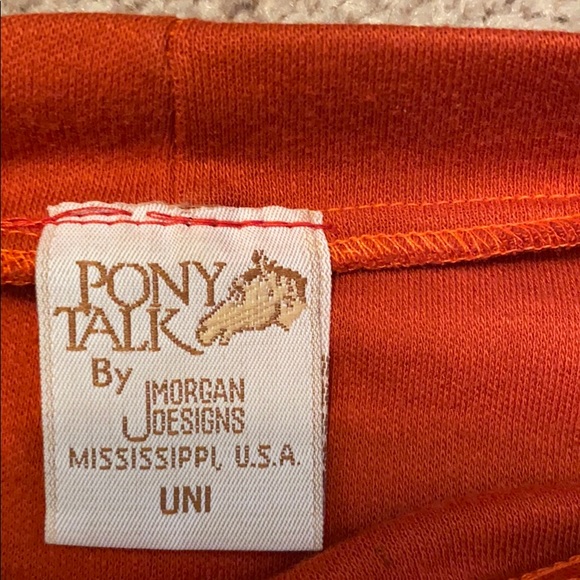 PONY
TALK
By
J MORGAN
DESIGNS
MISSISSIPPI, U.S.A.
UNI